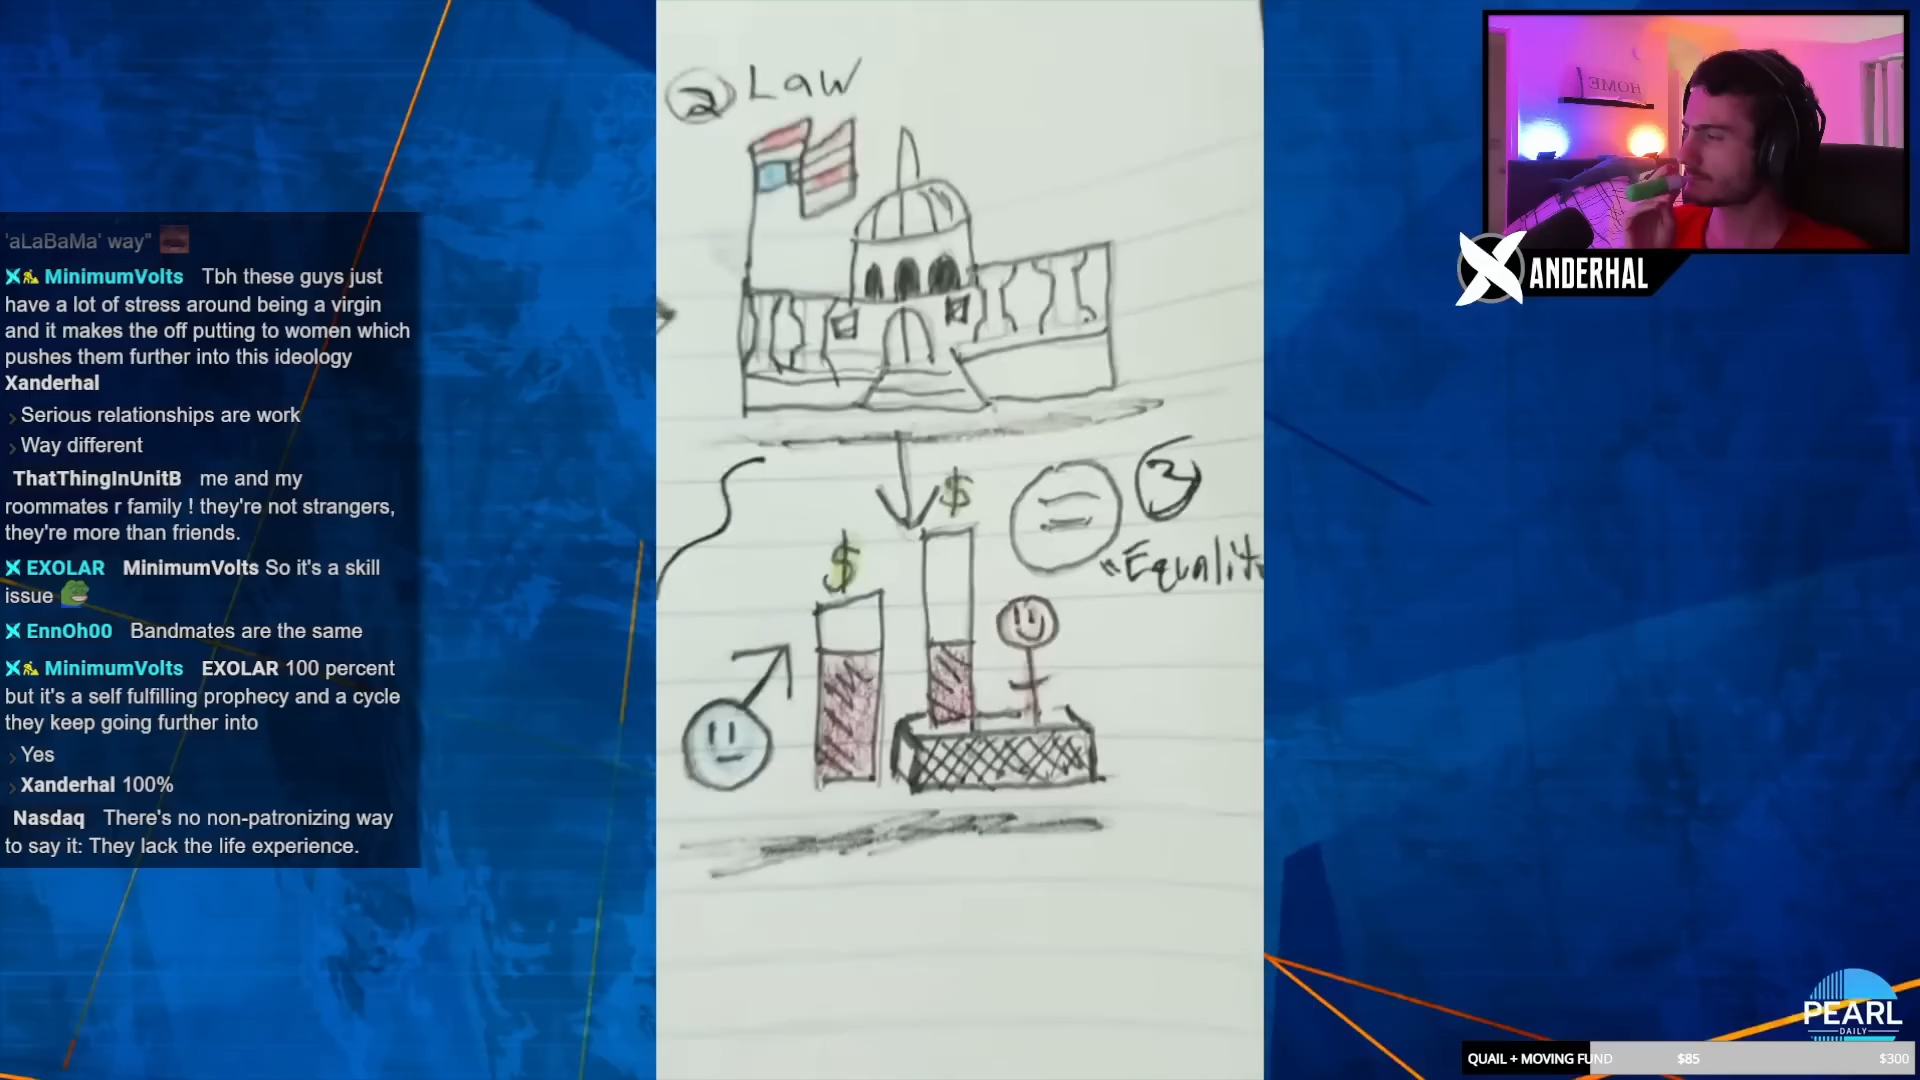 'aLaBaMa' way"
MinimumVolts Tbh these guys just
have a lot of stress around being a virgin
and it makes the off putting to women which
pushes them further into this ideology
Xanderhal
Serious relationships are work
Way different
ThatThingInUnitB me and my
roommates r family ! they're not strangers,
they're more than friends.
EXOLAR MinimumVolts So it's a skill
issue
EnnOh00 Bandmates are the same
MinimumVolts EXOLAR 100 percent
but it's a self fulfilling prophecy and a cycle
they keep going further into
Yes
Xanderhal 100%
Nasdaq There's no non-patronizing way
to say it: They lack the life experience.
2 Law
$
$
= 3
"Equalit
HOME
XANDERHAL
PEARL
DAILY
QUAIL + MOVING FUND $85 $300